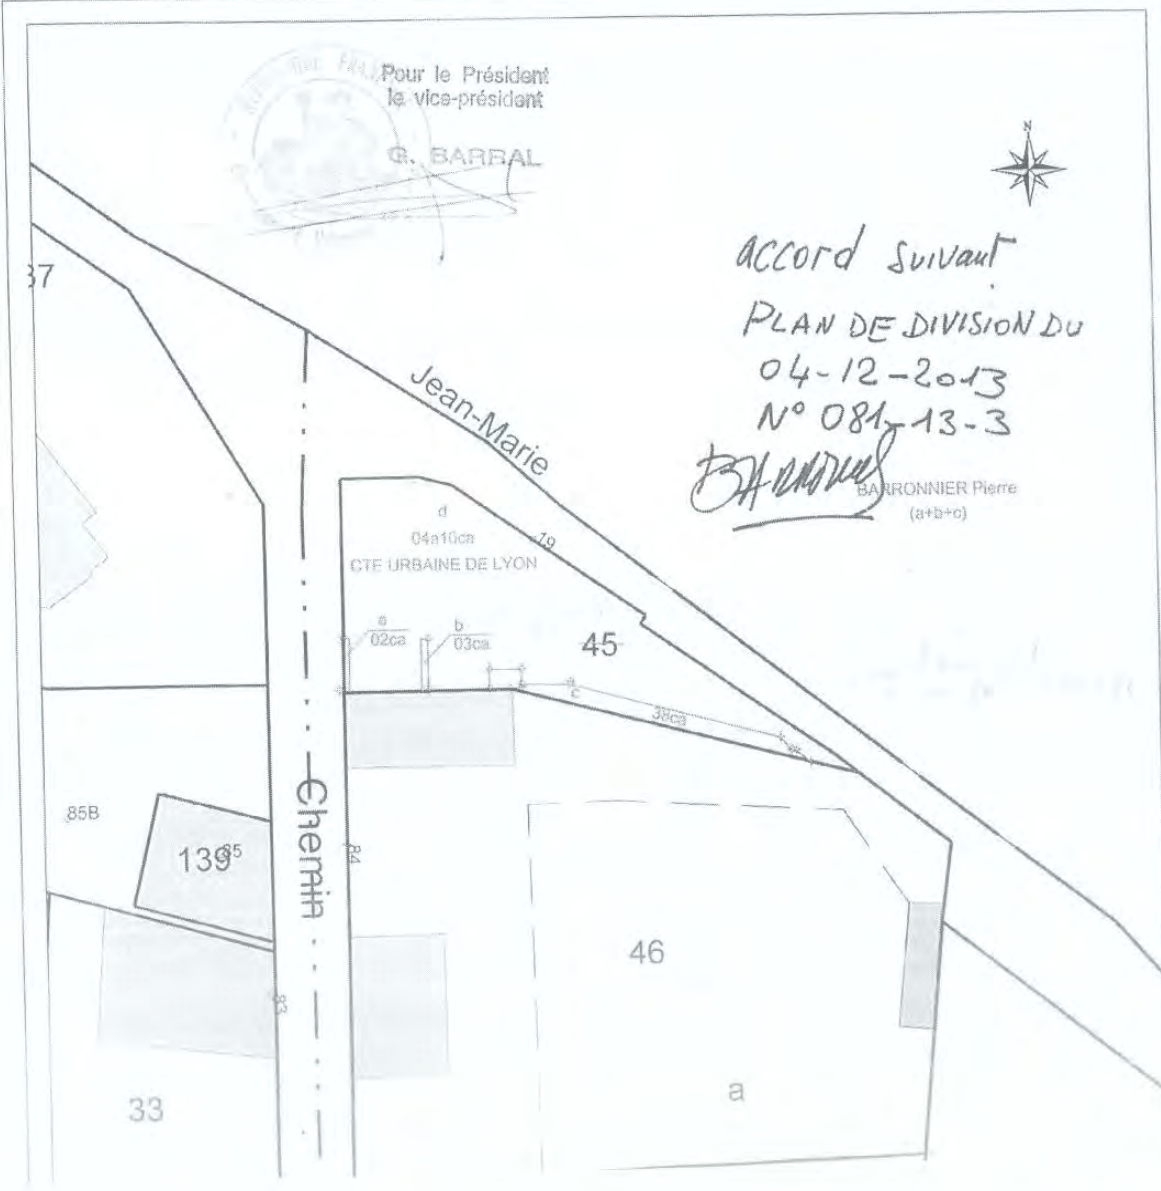 Pour le Président
le vice-président
G. BARRAL
accord suivant
PLAN DE DIVISION DU
04-12-2013
N° 081-13-3
BARRONNIER Pierre
(a+b+c)
37
Jean-Marie
d
04a10ca
CTE URBAINE DE LYON
79
a
02ca
b
03ca
45
c
38ca
85B
139
85
Chemin
84
46
83
33
a
N